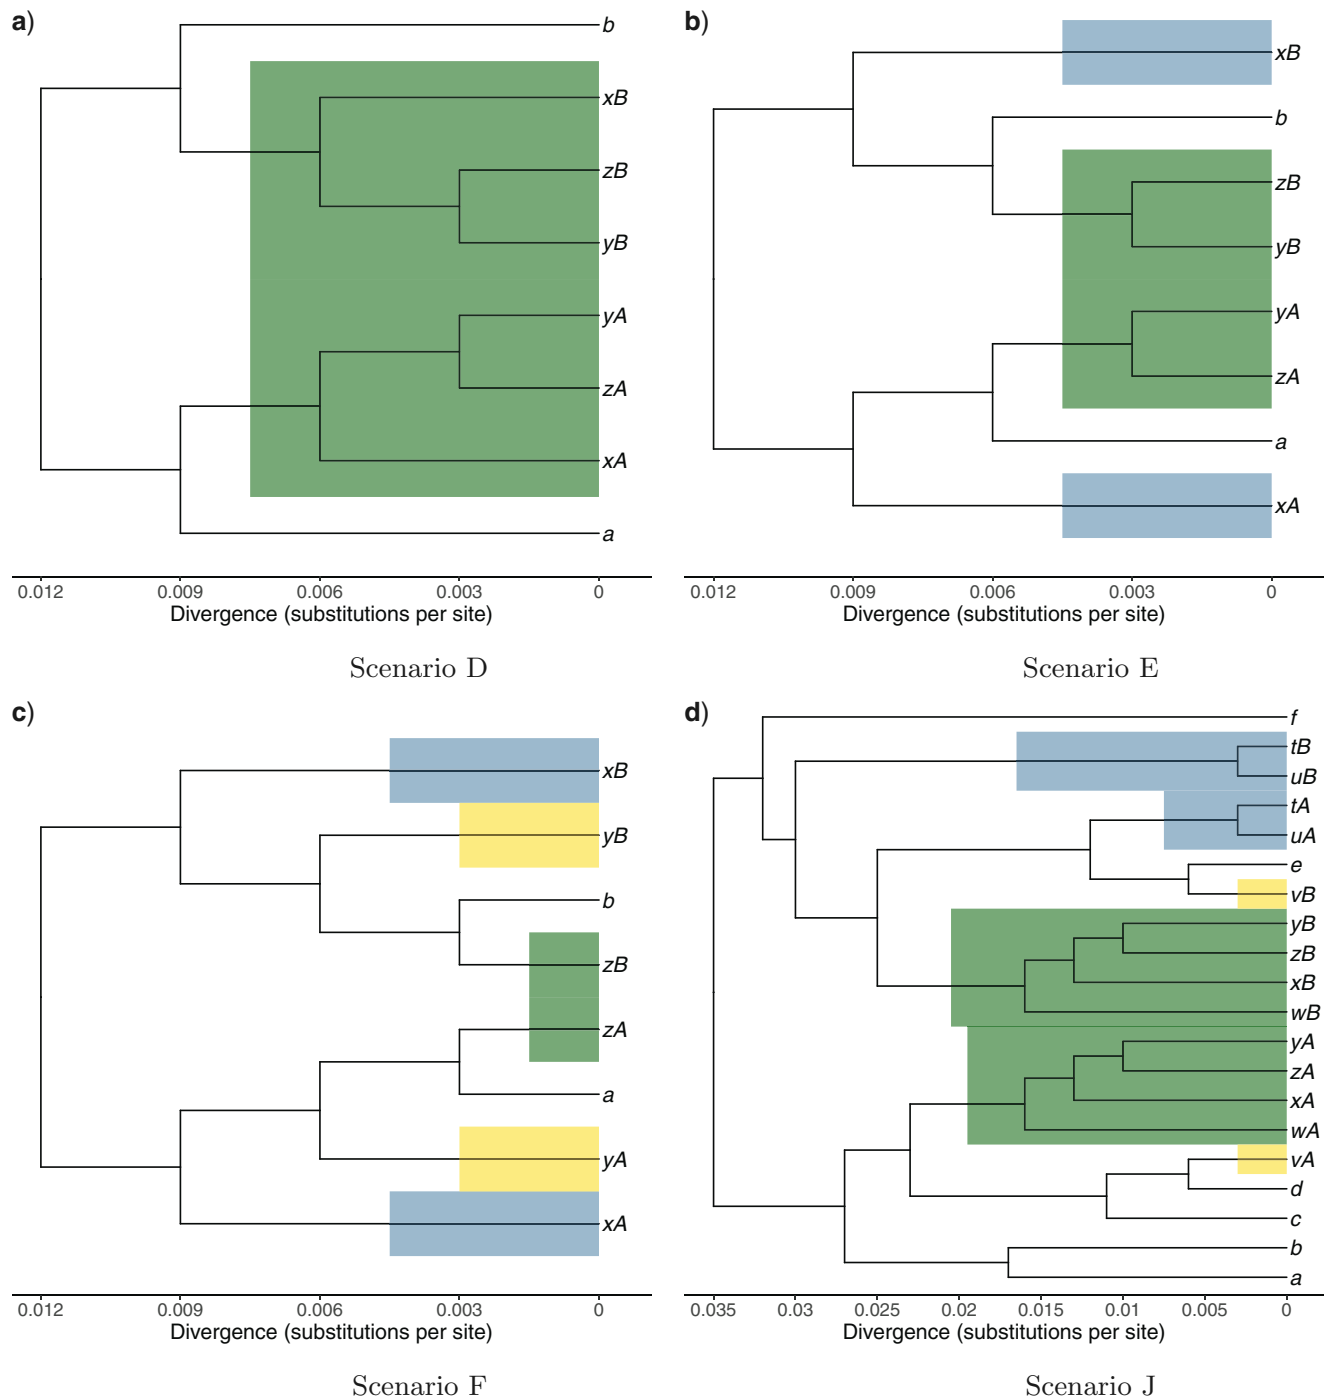 a)
b
xB
zB
yB
yA
zA
xA
a
0.012 0.009 0.006 0.003 0
Divergence (substitutions per site)
Scenario D
b)
xB
b
zB
yB
yA
zA
a
xA
0.012 0.009 0.006 0.003 0
Divergence (substitutions per site)
Scenario E
c)
xB
yB
b
zB
zA
a
yA
xA
0.012 0.009 0.006 0.003 0
Divergence (substitutions per site)
Scenario F
d)
f
tB
uB
tA
uA
e
vB
yB
zB
xB
wB
yA
zA
xA
wA
vA
d
c
b
a
0.035 0.03 0.025 0.02 0.015 0.01 0.005 0
Divergence (substitutions per site)
Scenario J